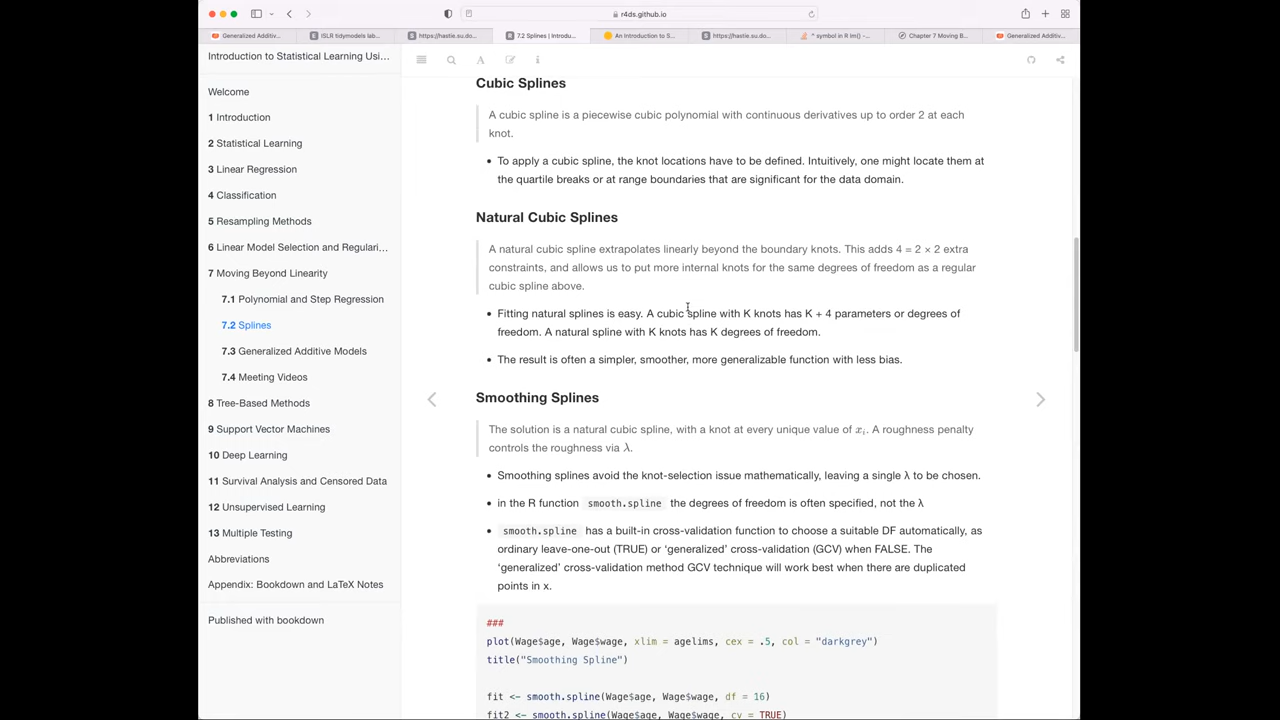 r4ds.github.io
Generalized Additiv...
ISLR tidymodels lab...
https://hastie.su.do...
7.2 Splines | Introdu...
An Introduction to S...
https://hastie.su.do...
^ symbol in R lm() -...
Chapter 7 Moving B...
Generalized Additiv...
Introduction to Statistical Learning Usi...
Welcome
1 Introduction
2 Statistical Learning
3 Linear Regression
4 Classification
5 Resampling Methods
6 Linear Model Selection and Regulari...
7 Moving Beyond Linearity
7.1 Polynomial and Step Regression
7.2 Splines
7.3 Generalized Additive Models
7.4 Meeting Videos
8 Tree-Based Methods
9 Support Vector Machines
10 Deep Learning
11 Survival Analysis and Censored Data
12 Unsupervised Learning
13 Multiple Testing
Abbreviations
Appendix: Bookdown and LaTeX Notes
Published with bookdown
Cubic Splines
A cubic spline is a piecewise cubic polynomial with continuous derivatives up to order 2 at each
knot.
• To apply a cubic spline, the knot locations have to be defined. Intuitively, one might locate them at
the quartile breaks or at range boundaries that are significant for the data domain.
Natural Cubic Splines
A natural cubic spline extrapolates linearly beyond the boundary knots. This adds 4 = 2 × 2 extra
constraints, and allows us to put more internal knots for the same degrees of freedom as a regular
cubic spline above.
• Fitting natural splines is easy. A cubic spline with K knots has K + 4 parameters or degrees of
freedom. A natural spline with K knots has K degrees of freedom.
• The result is often a simpler, smoother, more generalizable function with less bias.
Smoothing Splines
The solution is a natural cubic spline, with a knot at every unique value of xᵢ. A roughness penalty
controls the roughness via λ.
• Smoothing splines avoid the knot-selection issue mathematically, leaving a single λ to be chosen.
• in the R function smooth.spline the degrees of freedom is often specified, not the λ
• smooth.spline has a built-in cross-validation function to choose a suitable DF automatically, as
ordinary leave-one-out (TRUE) or ‘generalized’ cross-validation (GCV) when FALSE. The
‘generalized’ cross-validation method GCV technique will work best when there are duplicated
points in x.
###
plot(Wage$age, Wage$wage, xlim = agelims, cex = .5, col = "darkgrey")
title("Smoothing Spline")
fit <- smooth.spline(Wage$age, Wage$wage, df = 16)
fit2 <- smooth.spline(Wage$age, Wage$wage, cv = TRUE)